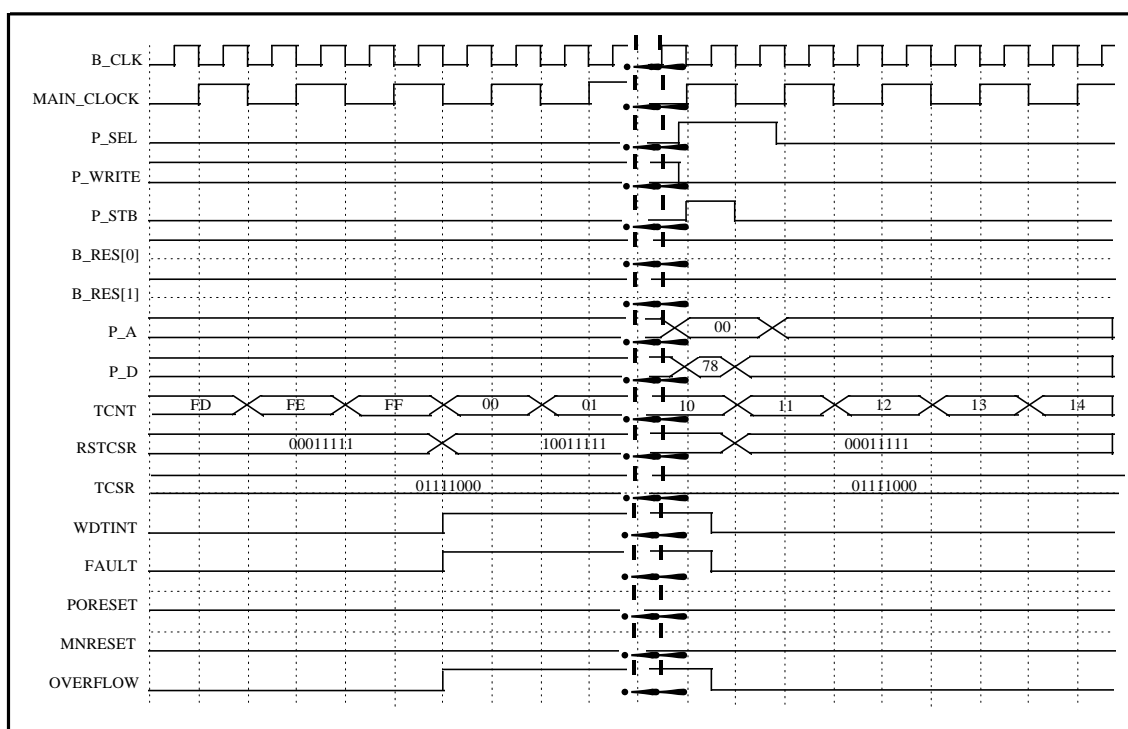 B_CLK
MAIN_CLOCK
P_SEL
P_WRITE
P_STB
B_RES[0]
B_RES[1]
P_A 00
P_D 78
TCNT FD FE FF 00 01 10 11 12 13 14
RSTCSR 00011111 10011111 00011111
TCSR 01111000 01111000
WDTINT
FAULT
PORESET
MNRESET
OVERFLOW